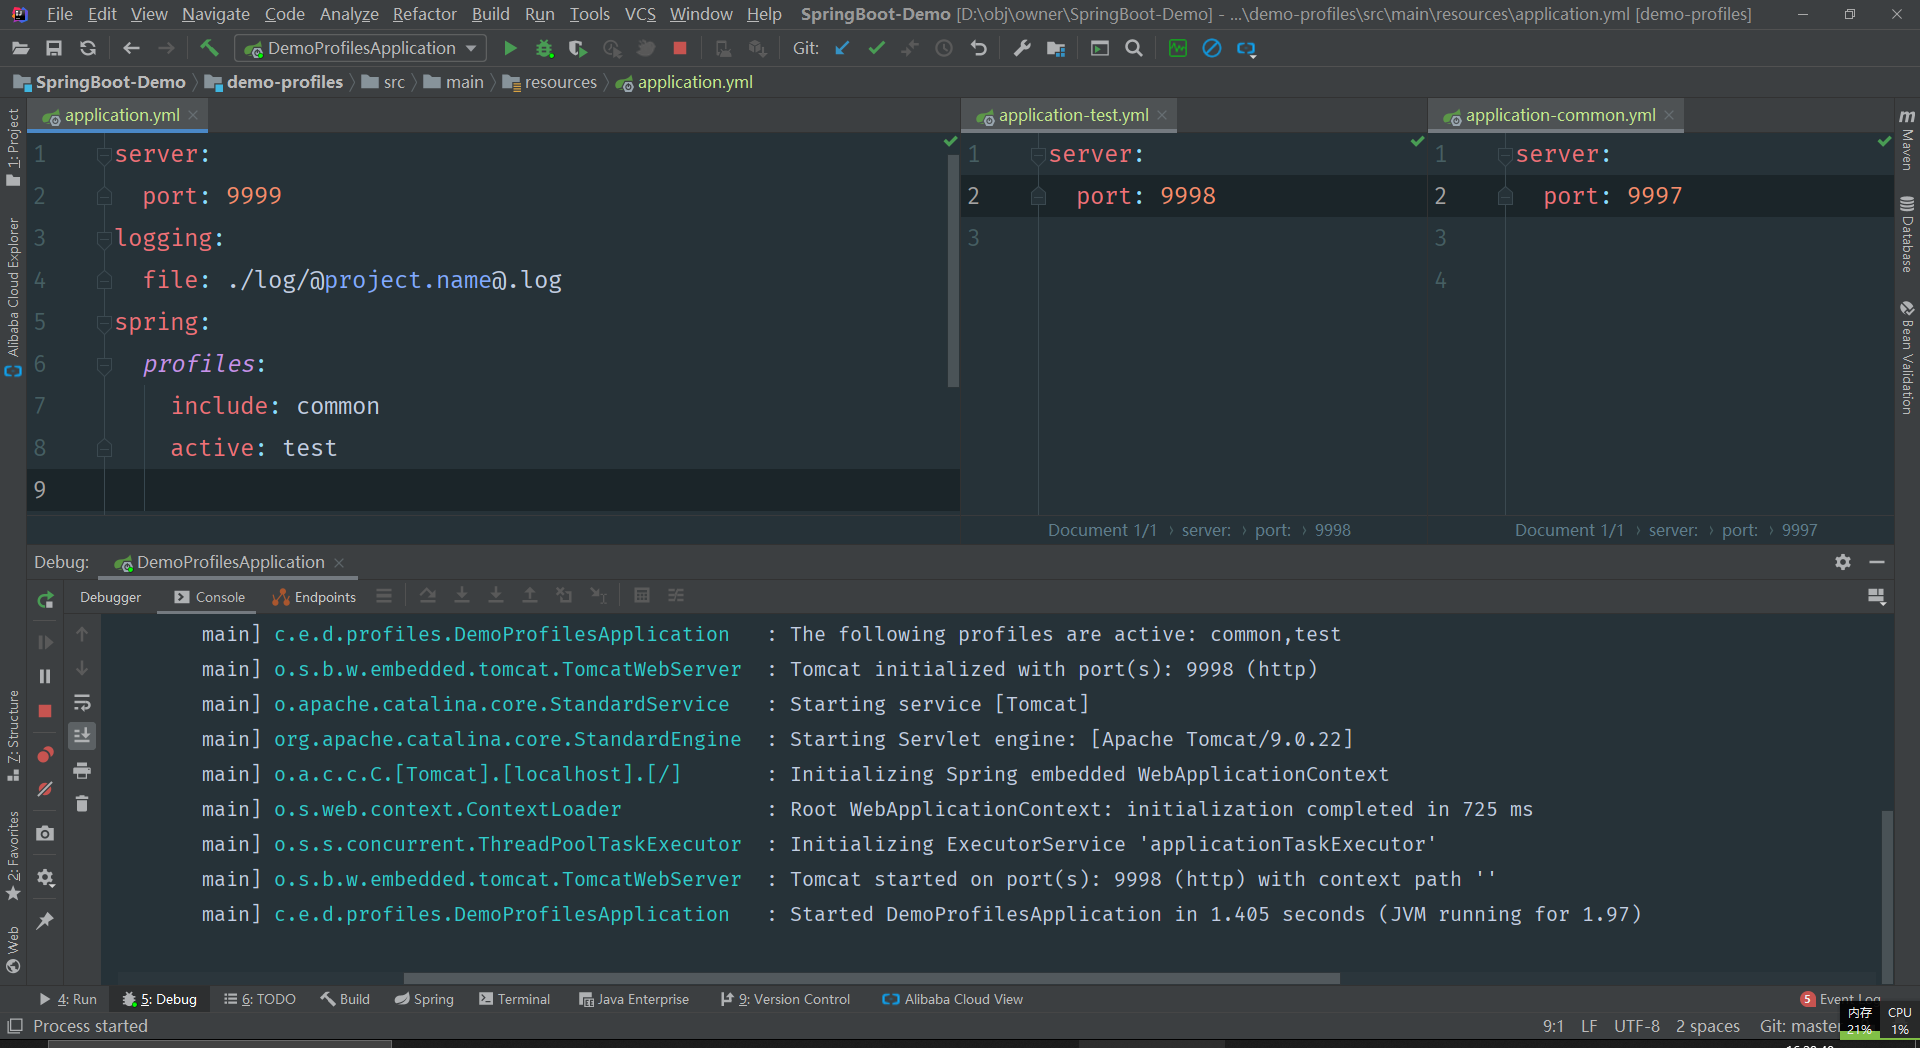 File Edit View Navigate Code Analyze Refactor Build Run Tools VCS Window Help SpringBoot-Demo [D:\obj\owner\SpringBoot-Demo] - ...\demo-profiles\src\main\resources\application.yml [demo-profiles]
DemoProfilesApplication Git:
SpringBoot-Demo demo-profiles src main resources application.yml
1: Project
Alibaba Cloud Explorer
Z: Structure
2: Favorites
Web
application.yml
1 server:
2 port: 9999
3 logging:
4 file: ./log/@project.name@.log
5 spring:
6 profiles:
7 include: common
8 active: test
9
application-test.yml
1 server:
2 port: 9998
3
Document 1/1 › server: › port: › 9998
application-common.yml
1 server:
2 port: 9997
3
4
Document 1/1 › server: › port: › 9997
m Maven
Database
Bean Validation
Debug: DemoProfilesApplication
Debugger Console Endpoints
main] c.e.d.profiles.DemoProfilesApplication : The following profiles are active: common,test
main] o.s.b.w.embedded.tomcat.TomcatWebServer : Tomcat initialized with port(s): 9998 (http)
main] o.apache.catalina.core.StandardService : Starting service [Tomcat]
main] org.apache.catalina.core.StandardEngine : Starting Servlet engine: [Apache Tomcat/9.0.22]
main] o.a.c.c.C.[Tomcat].[localhost].[/] : Initializing Spring embedded WebApplicationContext
main] o.s.web.context.ContextLoader : Root WebApplicationContext: initialization completed in 725 ms
main] o.s.s.concurrent.ThreadPoolTaskExecutor : Initializing ExecutorService 'applicationTaskExecutor'
main] o.s.b.w.embedded.tomcat.TomcatWebServer : Tomcat started on port(s): 9998 (http) with context path ''
main] c.e.d.profiles.DemoProfilesApplication : Started DemoProfilesApplication in 1.405 seconds (JVM running for 1.97)
4: Run 5: Debug 6: TODO Build Spring Terminal Java Enterprise 9: Version Control Alibaba Cloud View 5 Event Log
Process started 9:1 LF UTF-8 2 spaces Git: master
内存 CPU
21% 1%